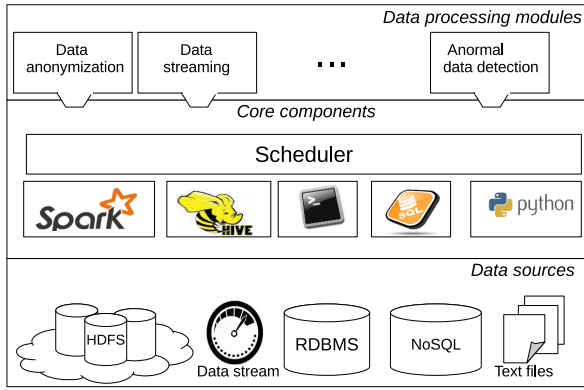 Data processing modules
Data
anonymization
Data
streaming
...
Anormal
data detection
Core components
Scheduler
Spark
HIVE
>_
SQL
python
Data sources
HDFS
Data stream
RDBMS
NoSQL
Text files